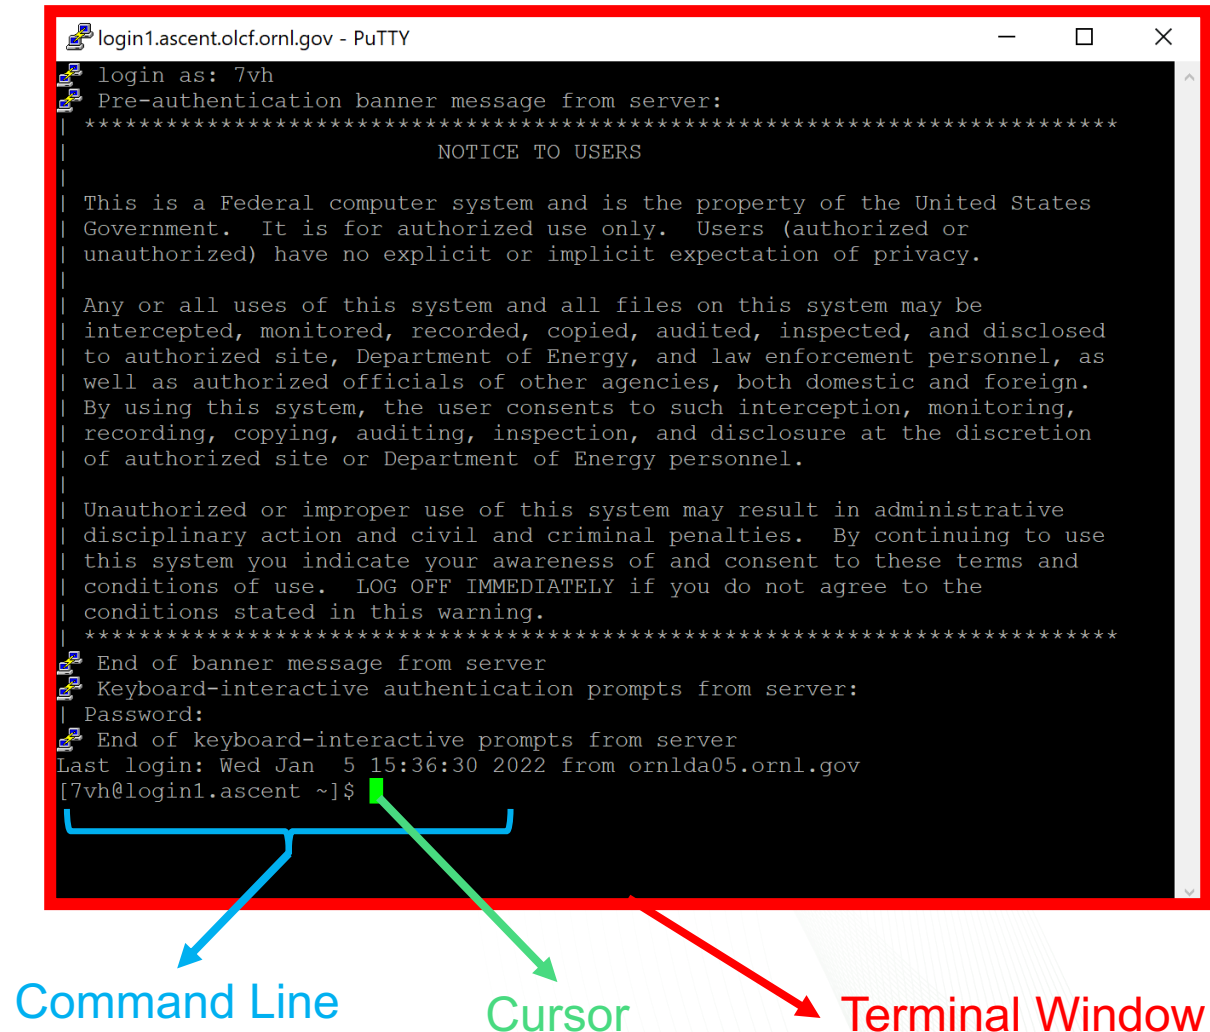 login1.ascent.olcf.ornl.gov - PuTTY
login as: 7vh
Pre-authentication banner message from server:
| ****************************************************************************
| NOTICE TO USERS
|
| This is a Federal computer system and is the property of the United States
| Government.  It is for authorized use only.  Users (authorized or
| unauthorized) have no explicit or implicit expectation of privacy.
|
| Any or all uses of this system and all files on this system may be
| intercepted, monitored, recorded, copied, audited, inspected, and disclosed
| to authorized site, Department of Energy, and law enforcement personnel, as
| well as authorized officials of other agencies, both domestic and foreign.
| By using this system, the user consents to such interception, monitoring,
| recording, copying, auditing, inspection, and disclosure at the discretion
| of authorized site or Department of Energy personnel.
|
| Unauthorized or improper use of this system may result in administrative
| disciplinary action and civil and criminal penalties.  By continuing to use
| this system you indicate your awareness of and consent to these terms and
| conditions of use.  LOG OFF IMMEDIATELY if you do not agree to the
| conditions stated in this warning.
| ****************************************************************************
End of banner message from server
Keyboard-interactive authentication prompts from server:
| Password:
End of keyboard-interactive prompts from server
Last login: Wed Jan  5 15:36:30 2022 from ornlda05.ornl.gov
[7vh@login1.ascent ~]$
Command Line
Cursor
Terminal Window